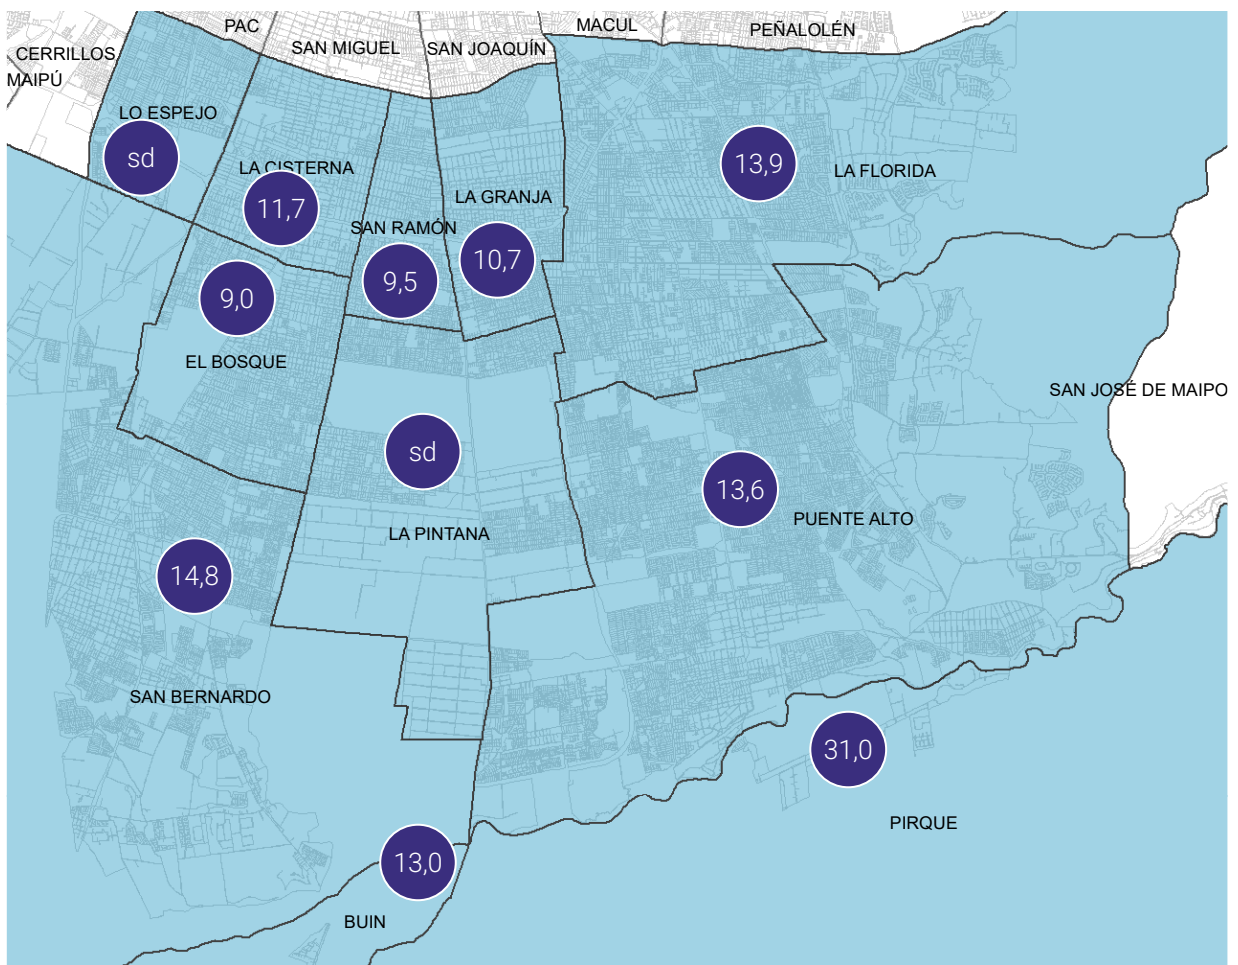 PAC
MACUL
PEÑALOLÉN
CERRILLOS
SAN MIGUEL
SAN JOAQUÍN
MAIPÚ
LO ESPEJO
sd
LA CISTERNA
11,7
13,9
LA FLORIDA
LA GRANJA
10,7
SAN RAMÓN
9,5
9,0
EL BOSQUE
SAN JOSÉ DE MAIPO
sd
LA PINTANA
13,6
PUENTE ALTO
14,8
SAN BERNARDO
31,0
PIRQUE
13,0
BUIN